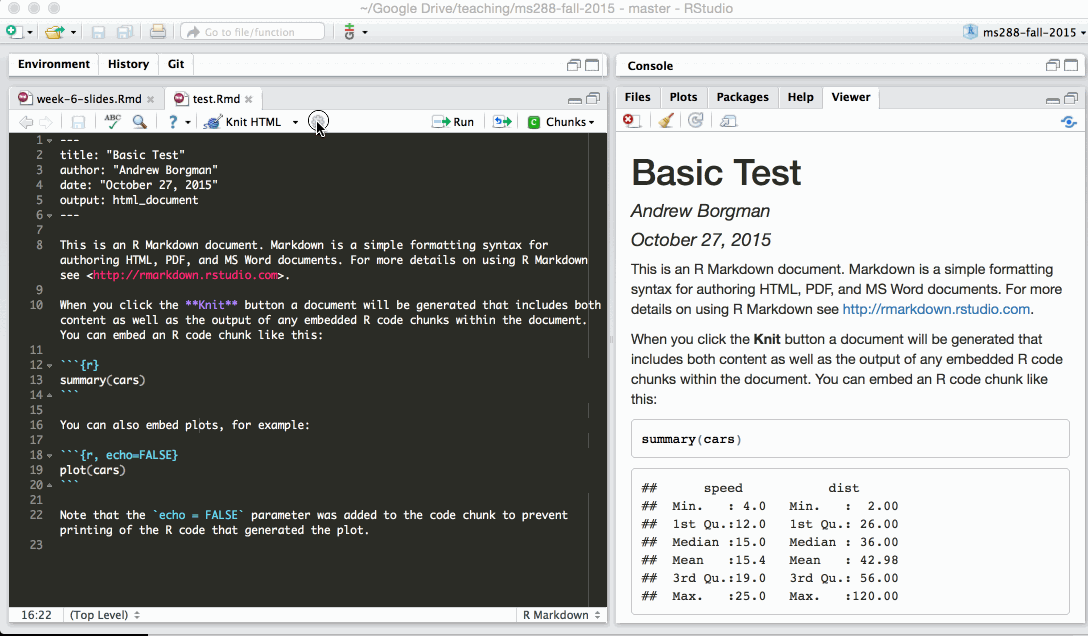 ~/Google Drive/teaching/ms288-fall-2015 - master - RStudio
Go to file/function
ms288-fall-2015
Environment History Git
Console
week-6-slides.Rmd test.Rmd
Files Plots Packages Help Viewer
ABC ? Knit HTML Run C Chunks
1 ---
2 title: "Basic Test"
3 author: "Andrew Borgman"
4 date: "October 27, 2015"
5 output: html_document
6 ---
7
8 This is an R Markdown document. Markdown is a simple formatting syntax for
authoring HTML, PDF, and MS Word documents. For more details on using R Markdown
see <http://rmarkdown.rstudio.com>.
9
10 When you click the **Knit** button a document will be generated that includes both
content as well as the output of any embedded R code chunks within the document.
You can embed an R code chunk like this:
11
12 ```{r}
13 summary(cars)
14 ```
15
16 You can also embed plots, for example:
17
18 ```{r, echo=FALSE}
19 plot(cars)
20 ```
21
22 Note that the `echo = FALSE` parameter was added to the code chunk to prevent
printing of the R code that generated the plot.
23
16:22 (Top Level) R Markdown
Basic Test
Andrew Borgman
October 27, 2015
This is an R Markdown document. Markdown is a simple formatting
syntax for authoring HTML, PDF, and MS Word documents. For more
details on using R Markdown see http://rmarkdown.rstudio.com.
When you click the Knit button a document will be generated that
includes both content as well as the output of any embedded R code
chunks within the document. You can embed an R code chunk like
this:
summary(cars)
## speed dist
## Min. : 4.0 Min. : 2.00
## 1st Qu.:12.0 1st Qu.: 26.00
## Median :15.0 Median : 36.00
## Mean :15.4 Mean : 42.98
## 3rd Qu.:19.0 3rd Qu.: 56.00
## Max. :25.0 Max. :120.00